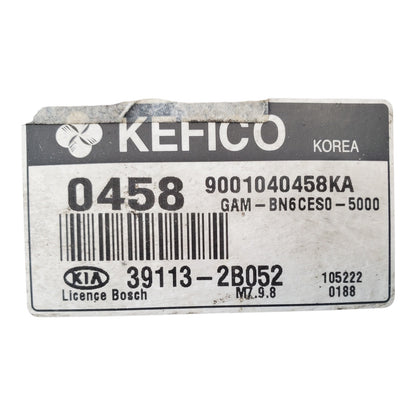 KEFICO KOREA
0458 9001040458KA
GAM-BN6CES0-5000
KIA 39113-2B052 105222
Licence Bosch M7.9.8 0188